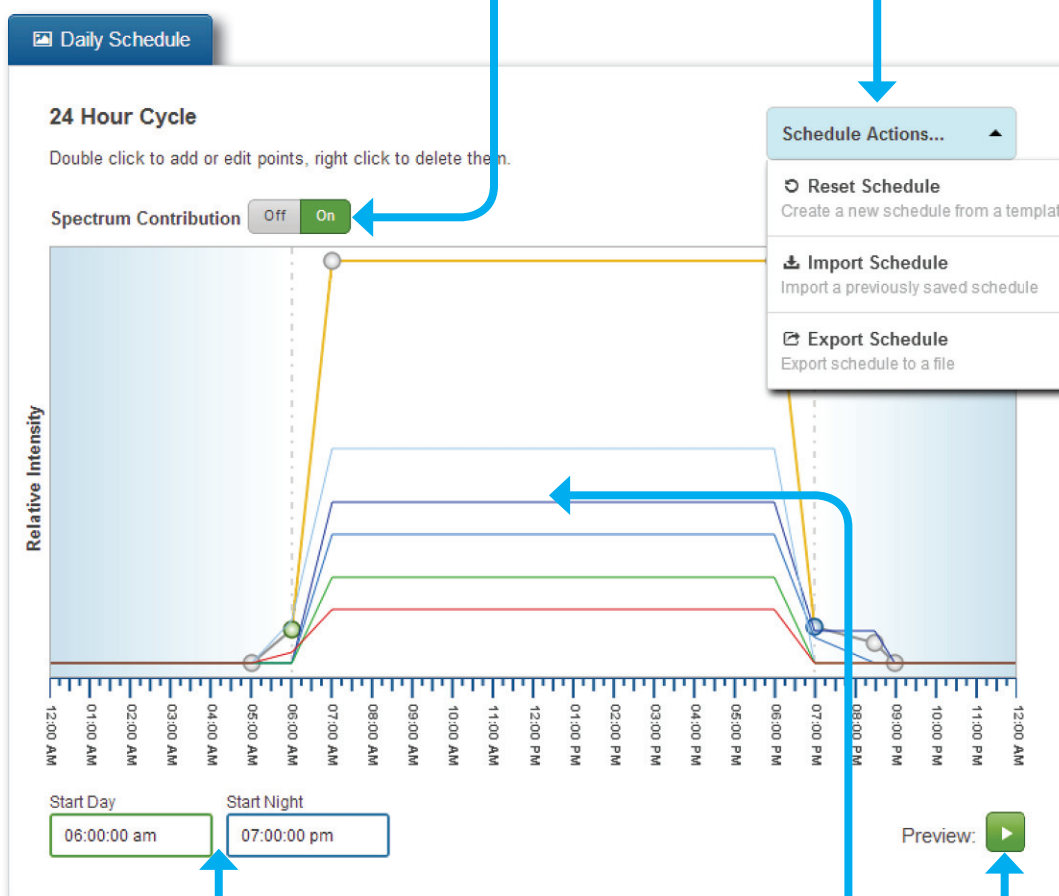 Daily Schedule
24 Hour Cycle
Double click to add or edit points, right click to delete them.
Schedule Actions...
Reset Schedule
Create a new schedule from a templat
Import Schedule
Import a previously saved schedule
Export Schedule
Export schedule to a file
Spectrum Contribution Off On
Relative Intensity
12:00 AM
01:00 AM
02:00 AM
03:00 AM
04:00 AM
05:00 AM
06:00 AM
07:00 AM
08:00 AM
09:00 AM
10:00 AM
11:00 AM
12:00 PM
01:00 PM
02:00 PM
03:00 PM
04:00 PM
05:00 PM
06:00 PM
07:00 PM
08:00 PM
09:00 PM
10:00 PM
11:00 PM
12:00 AM
Start Day Start Night
06:00:00 am 07:00:00 pm
Preview: